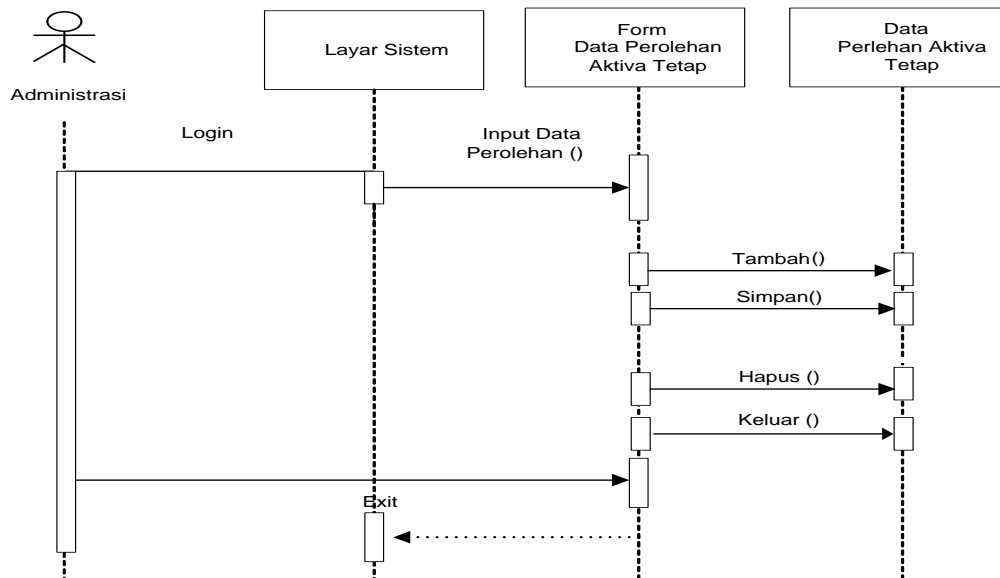 Administrasi
Layar Sistem
Form
Data Perolehan
Aktiva Tetap
Data
Perlehan Aktiva
Tetap
Login
Input Data
Perolehan ()
Tambah()
Simpan()
Hapus ()
Keluar ()
Exit